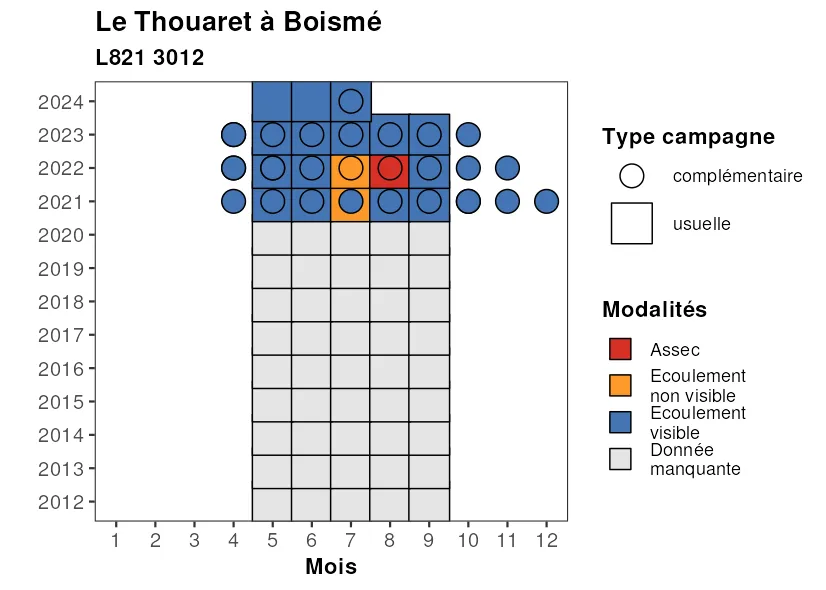 Le Thouaret à Boismé
L821 3012
2024
2023
2022
2021
2020
2019
2018
2017
2016
2015
2014
2013
2012
1 2 3 4 5 6 7 8 9 10 11 12
Mois
Type campagne
complémentaire
usuelle
Modalités
Assec
Ecoulement
non visible
Ecoulement
visible
Donnée
manquante